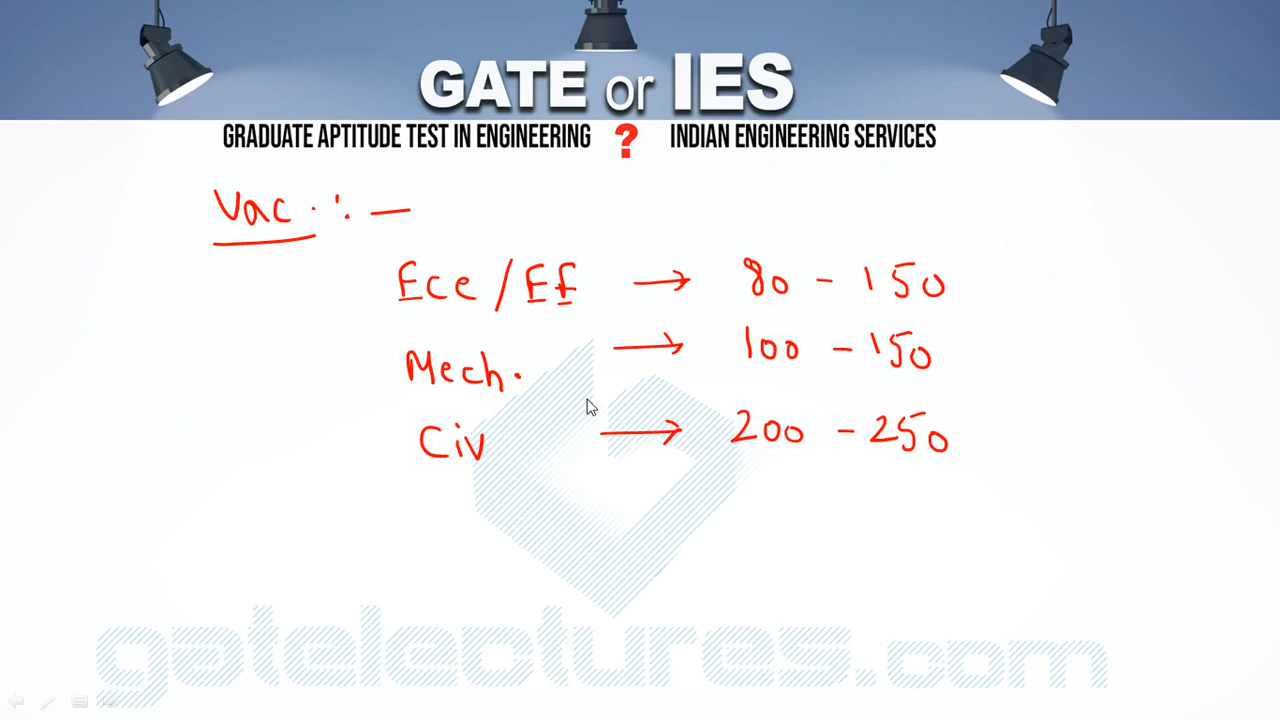 GATE or IES
GRADUATE APTITUDE TEST IN ENGINEERING ? INDIAN ENGINEERING SERVICES
Vac. : —
Ece / EE → 80 - 150
Mech. → 100 - 150
Civ → 200 - 250
gatelectures.com